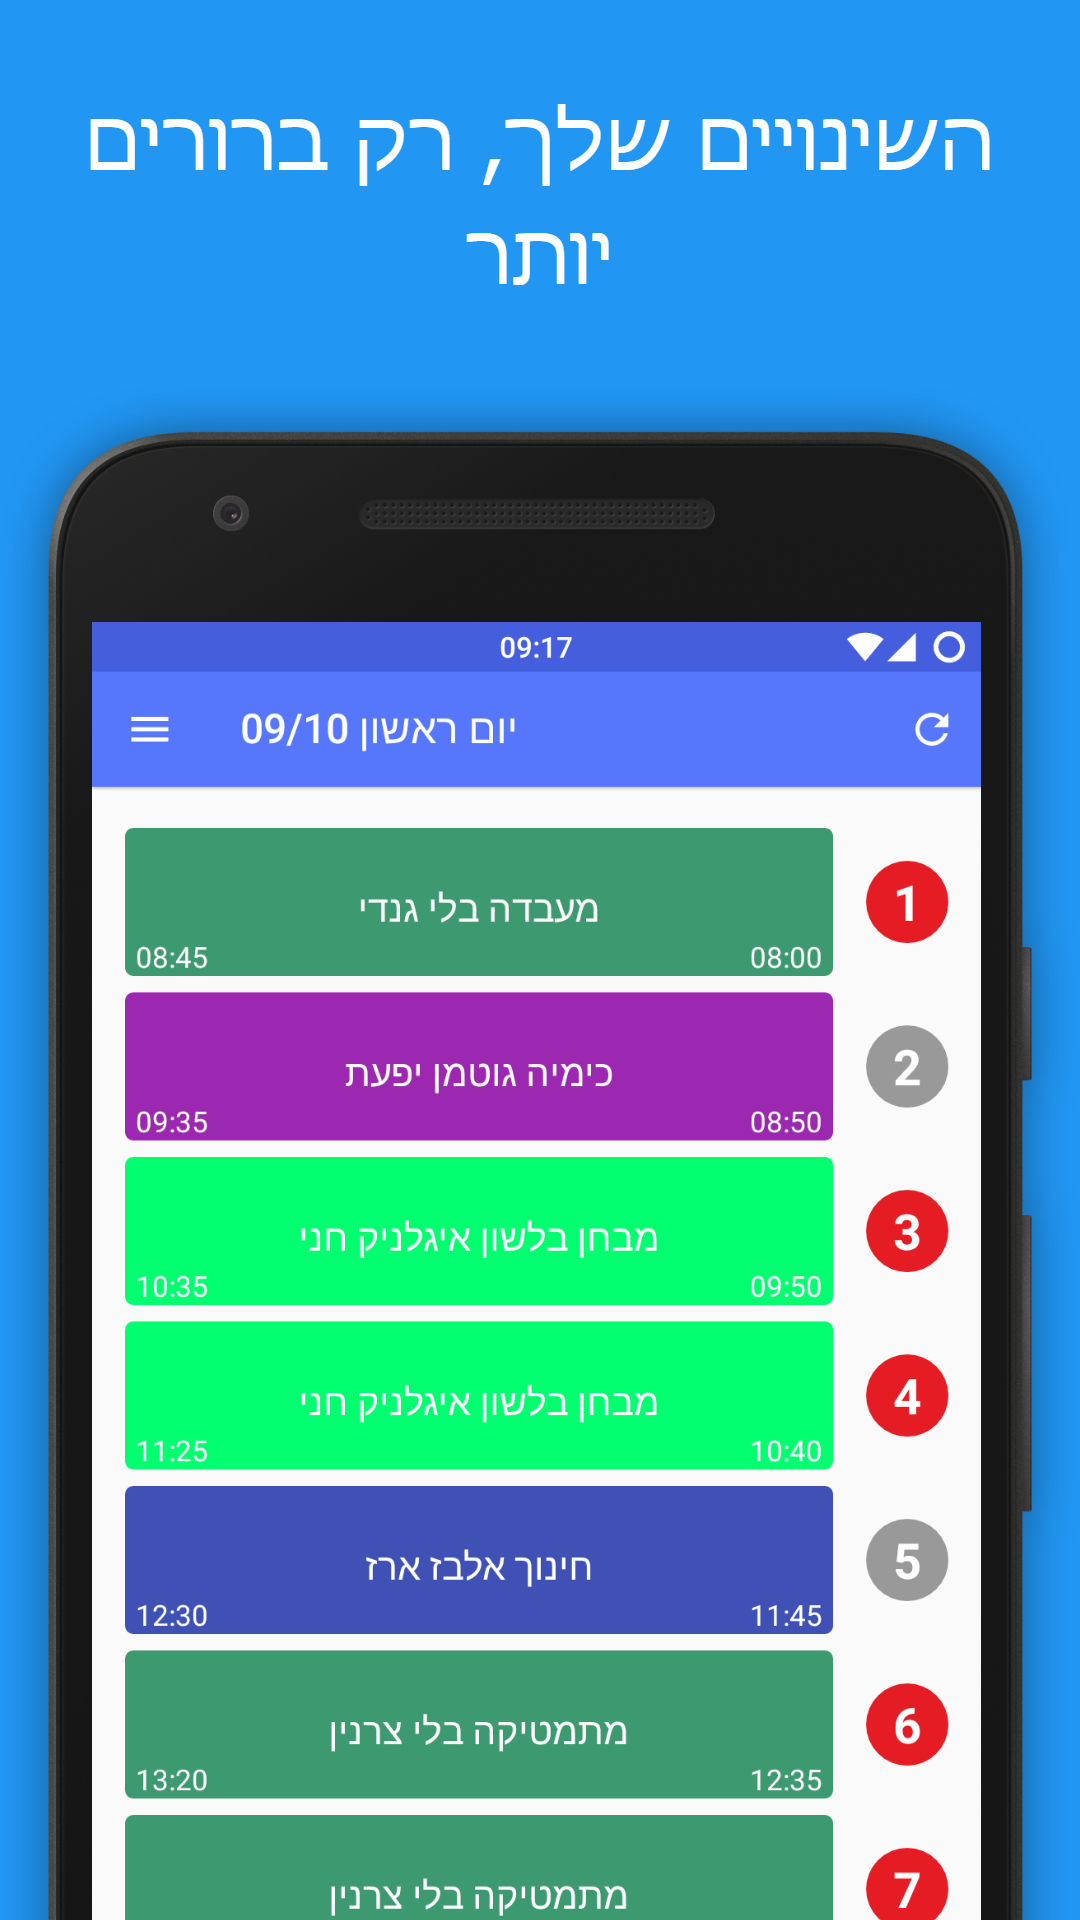 השינויים שלך, רק ברורים
יותר
09:17
יום ראשון 09/10
מעבדה בלי גנדי
08:00
08:45
1
כימיה גוטמן יפעת
08:50
09:35
2
מבחן בלשון איגלניק חני
09:50
10:35
3
מבחן בלשון איגלניק חני
10:40
11:25
4
חינוך אלבז ארז
11:45
12:30
5
מתמטיקה בלי צרנין
12:35
13:20
6
מתמטיקה בלי צרנין
7